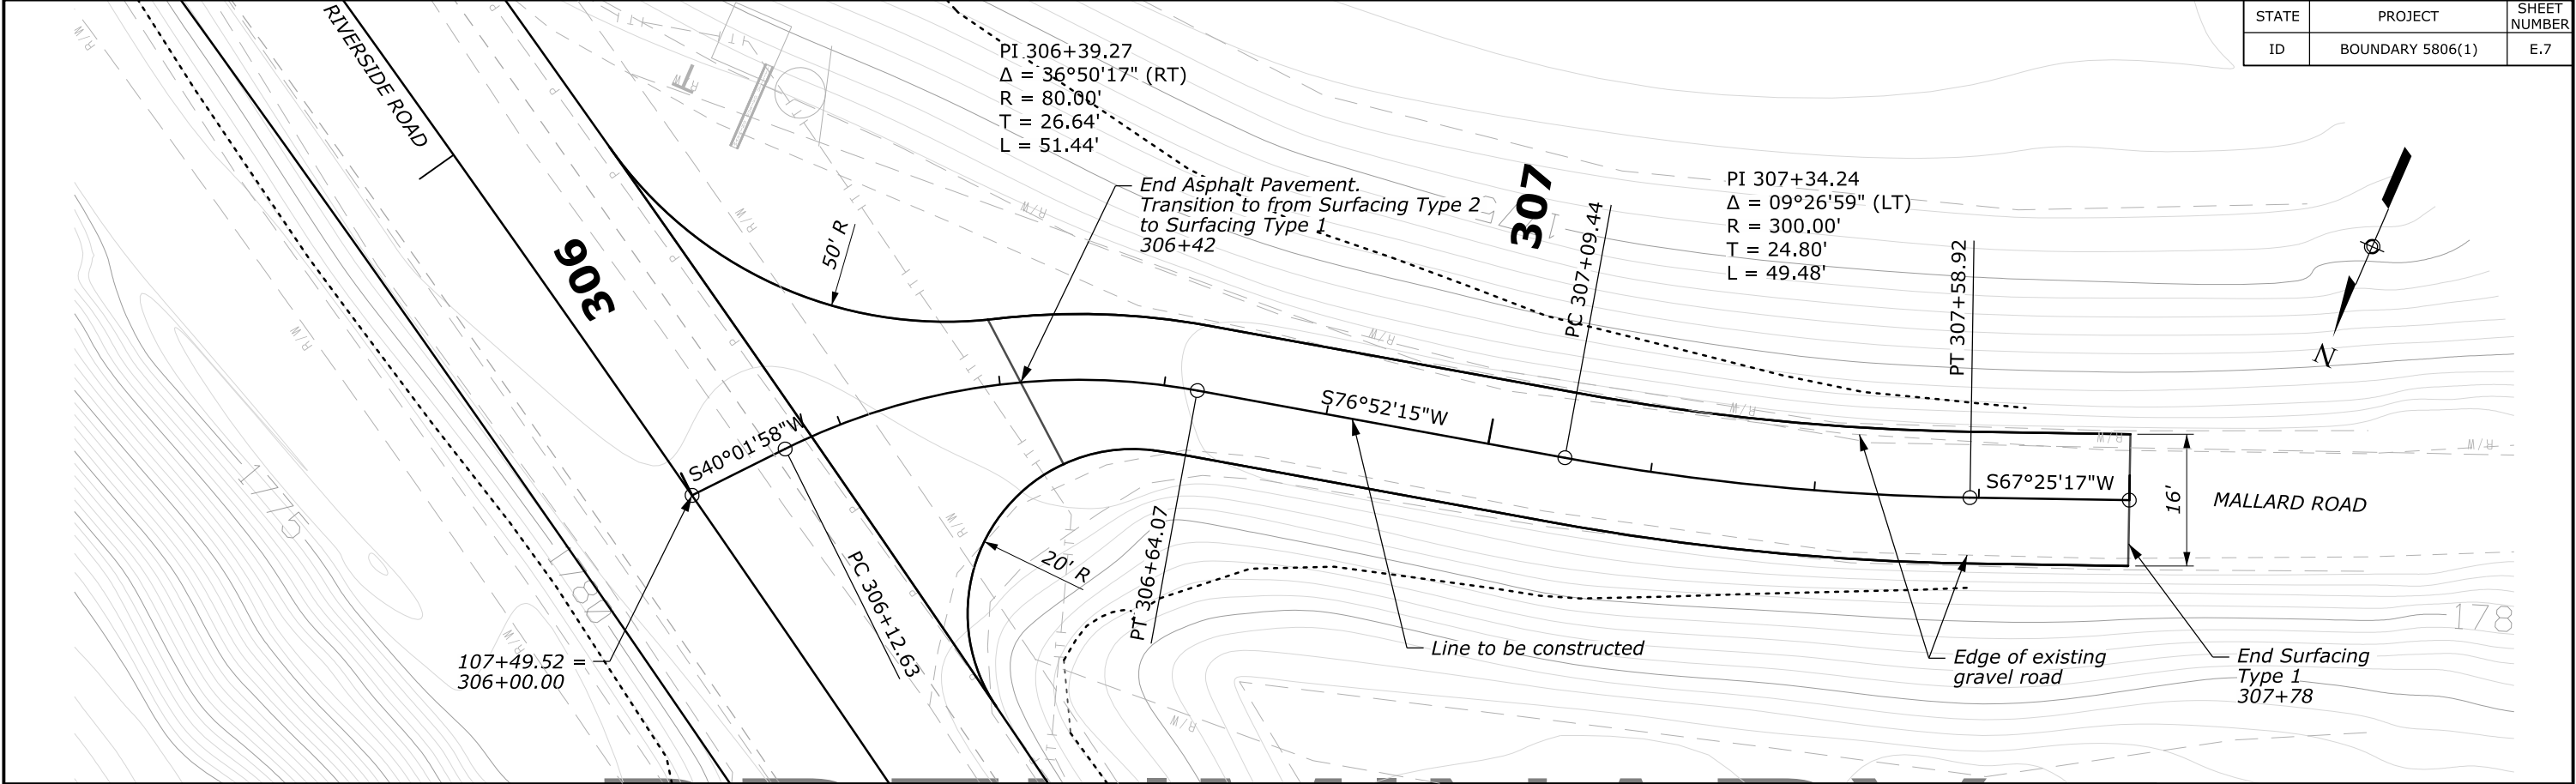 STATE PROJECT SHEET NUMBER
ID BOUNDARY 5806(1) E.7
RIVERSIDE ROAD
306
PI 306+39.27
Δ = 36°50'17" (RT)
R = 80.00'
T = 26.64'
L = 51.44'
50' R
End Asphalt Pavement.
Transition to from Surfacing Type 2
to Surfacing Type 1
306+42
307
PC 307+09.44
PI 307+34.24
Δ = 09°26'59" (LT)
R = 300.00'
T = 24.80'
L = 49.48'
PT 307+58.92
N
S40°01'58"W
S76°52'15"W
S67°25'17"W
16'
MALLARD ROAD
1775
1780
PC 306+12.63
20' R
PT 306+64.07
107+49.52 =
306+00.00
Line to be constructed
Edge of existing
gravel road
End Surfacing
Type 1
307+78
178
R/W
R/W
R/W
R/W
R/W
R/W
R/W
R/W
R/W
R/W
R/W
R/W